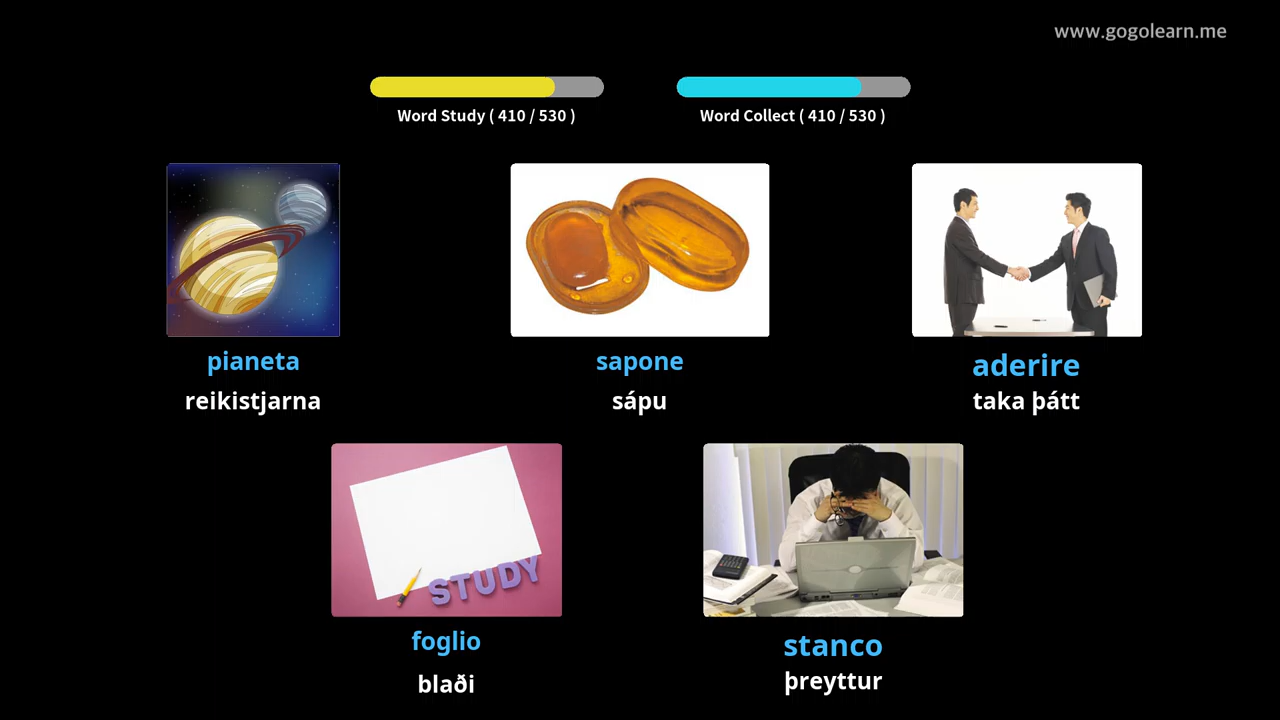 www.gogolearn.me
Word Study ( 410 / 530 )
Word Collect ( 410 / 530 )
pianeta
reikistjarna
sapone
sápu
aderire
taka þátt
STUDY
foglio
blaði
stanco
þreyttur